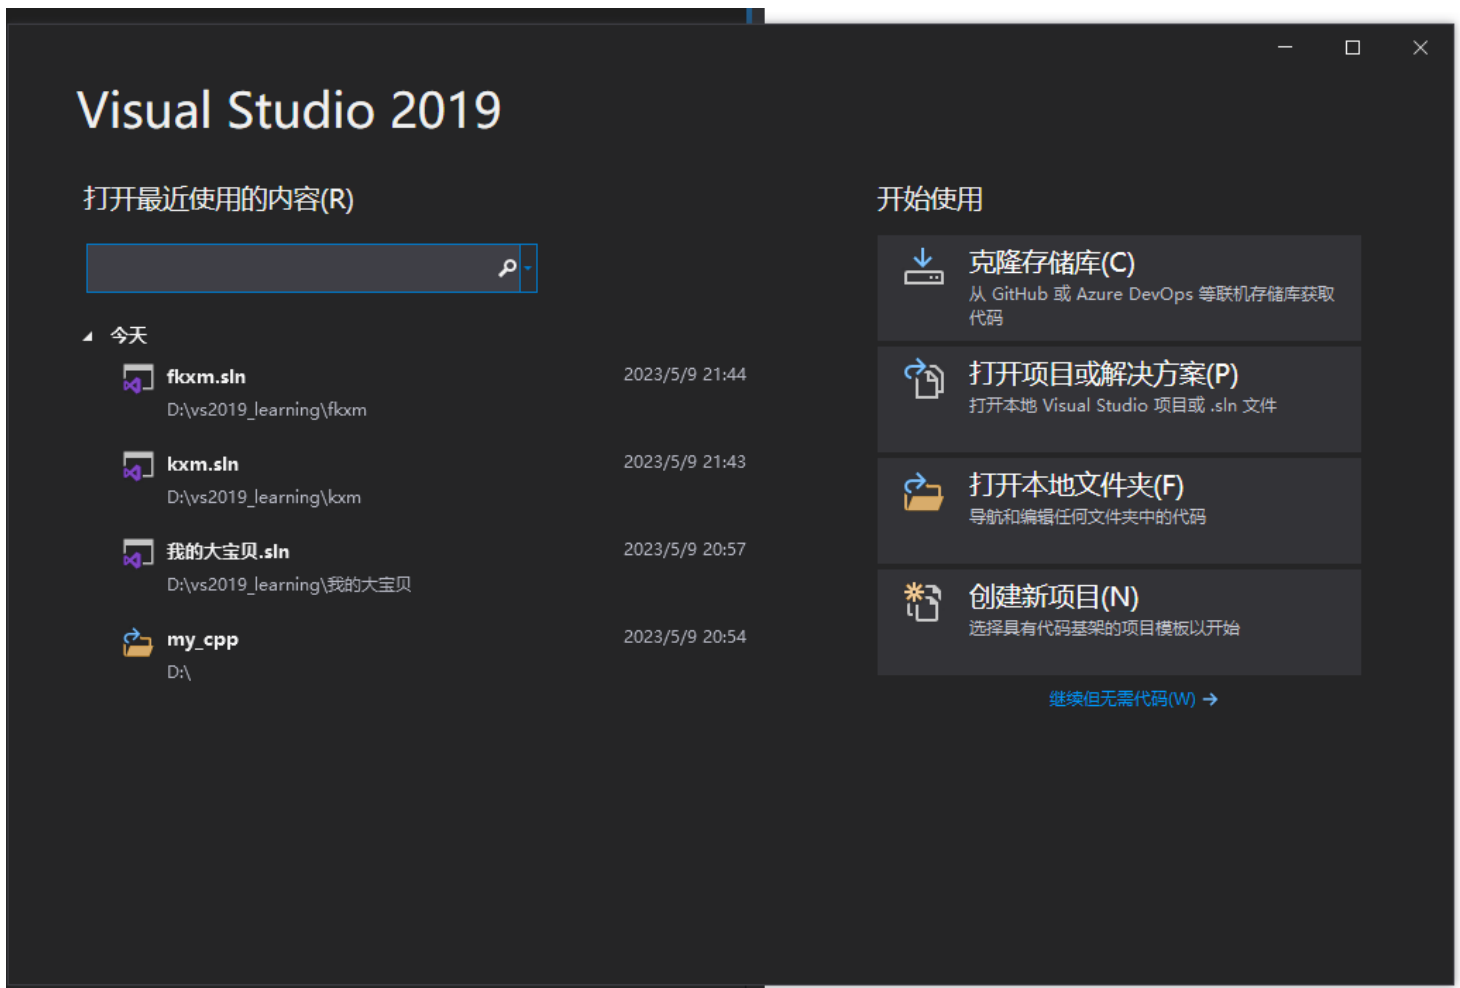 Visual Studio 2019
打开最近使用的内容(R)
今天
fkxm.sln
2023/5/9 21:44
D:\vs2019_learning\fkxm
kxm.sln
2023/5/9 21:43
D:\vs2019_learning\kxm
我的大宝贝.sln
2023/5/9 20:57
D:\vs2019_learning\我的大宝贝
my_cpp
2023/5/9 20:54
D:\
开始使用
克隆存储库(C)
从 GitHub 或 Azure DevOps 等联机存储库获取
代码
打开项目或解决方案(P)
打开本地 Visual Studio 项目或 .sln 文件
打开本地文件夹(F)
导航和编辑任何文件夹中的代码
创建新项目(N)
选择具有代码基架的项目模板以开始
继续但无需代码(W) →